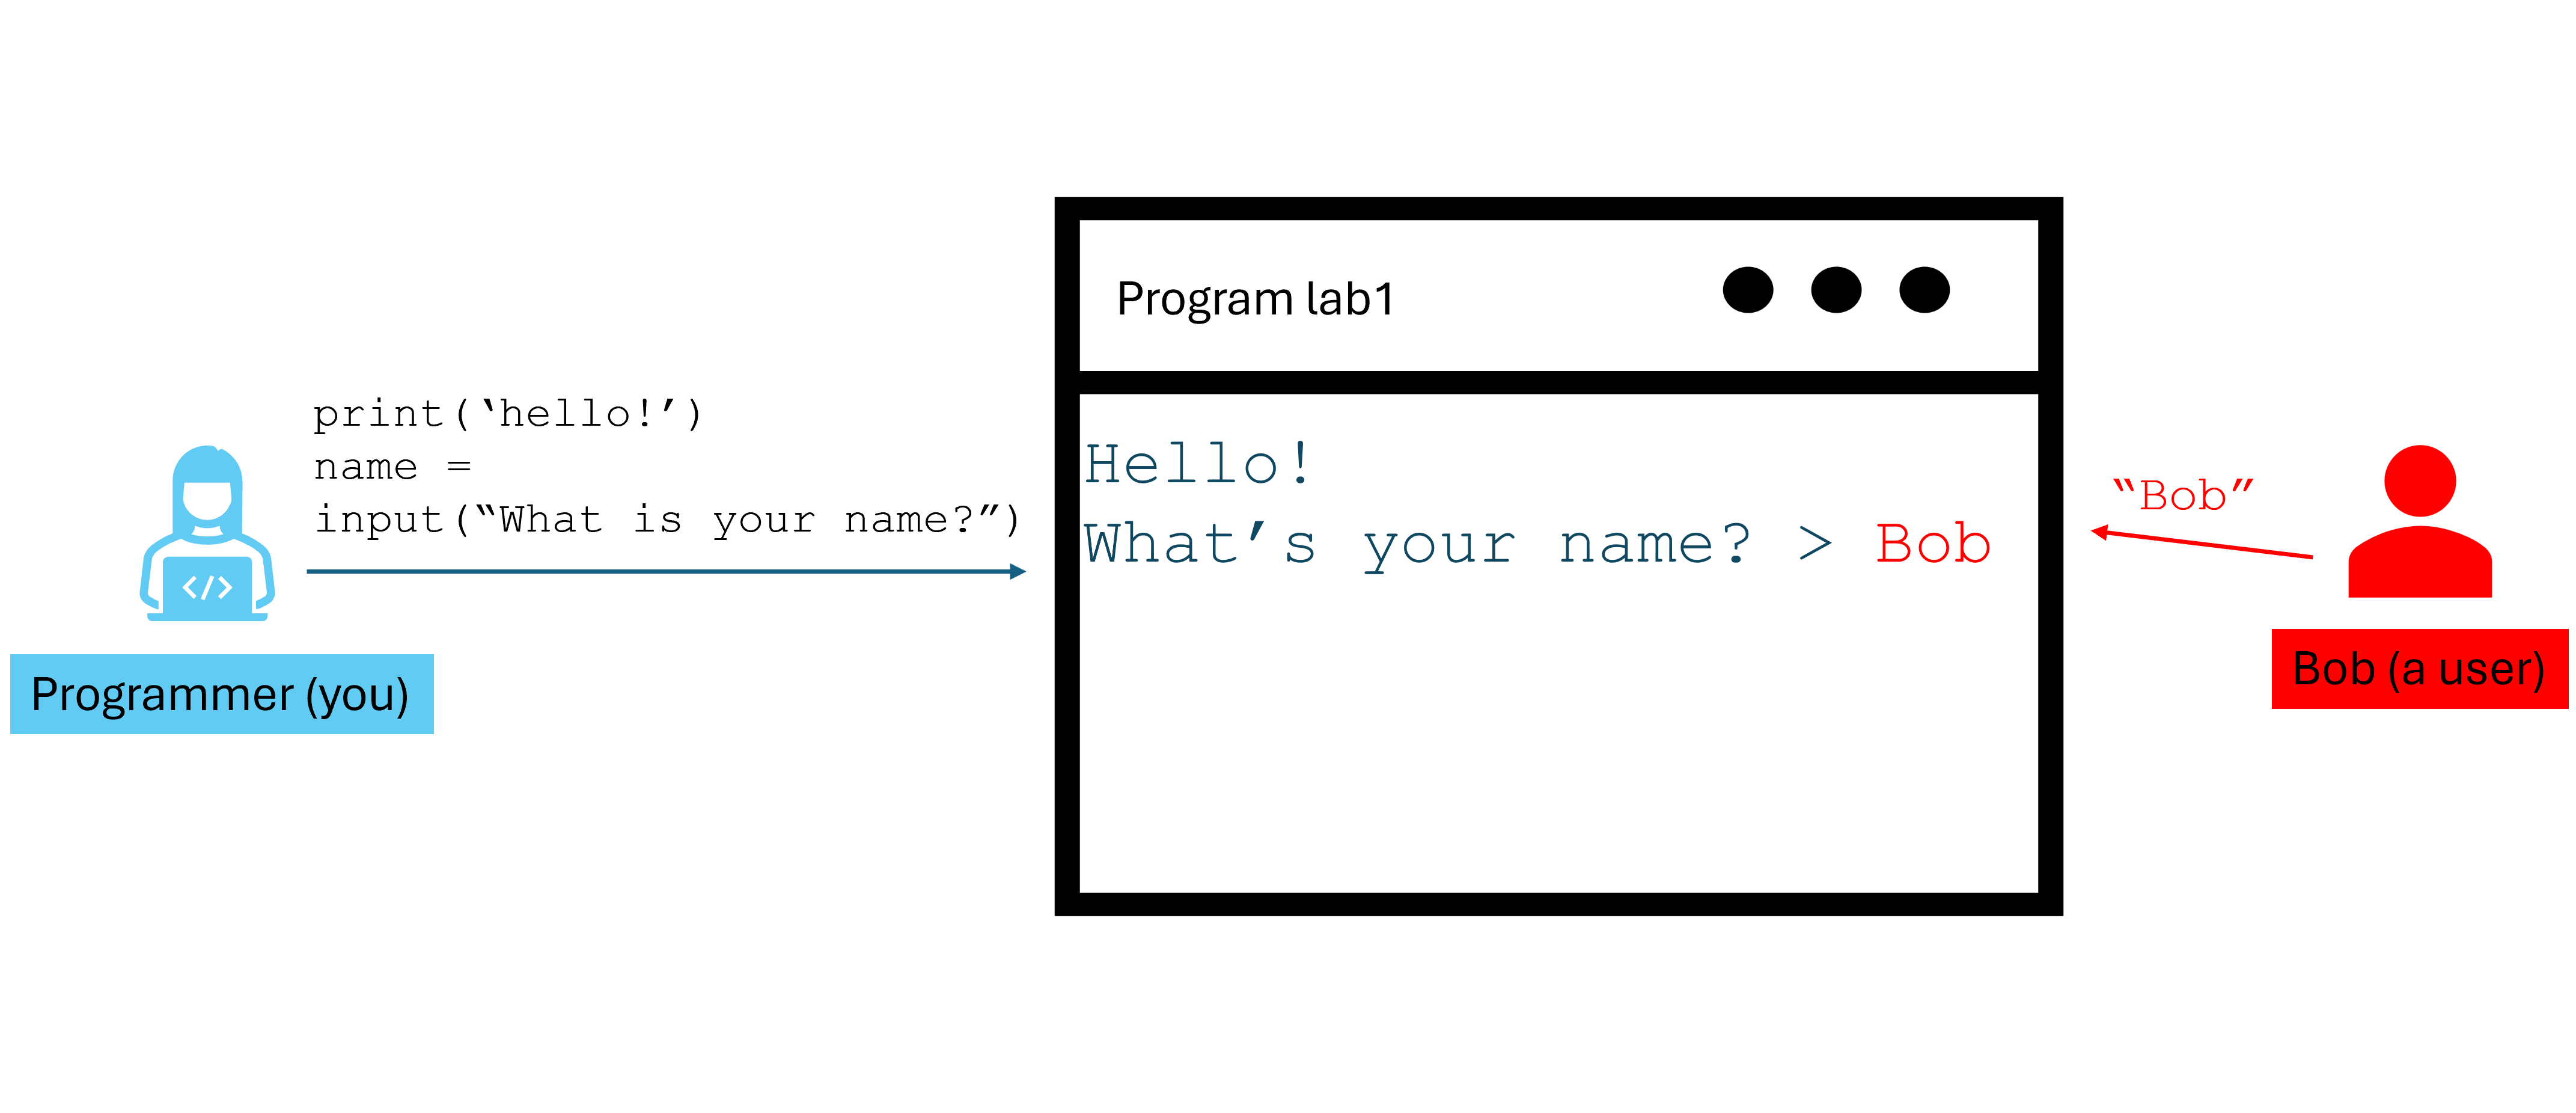 print(‘hello!’)
name =
input(“What is your name?”)
Programmer (you)
</>
Program lab1
Hello!
What’s your name? > Bob
“Bob”
Bob (a user)